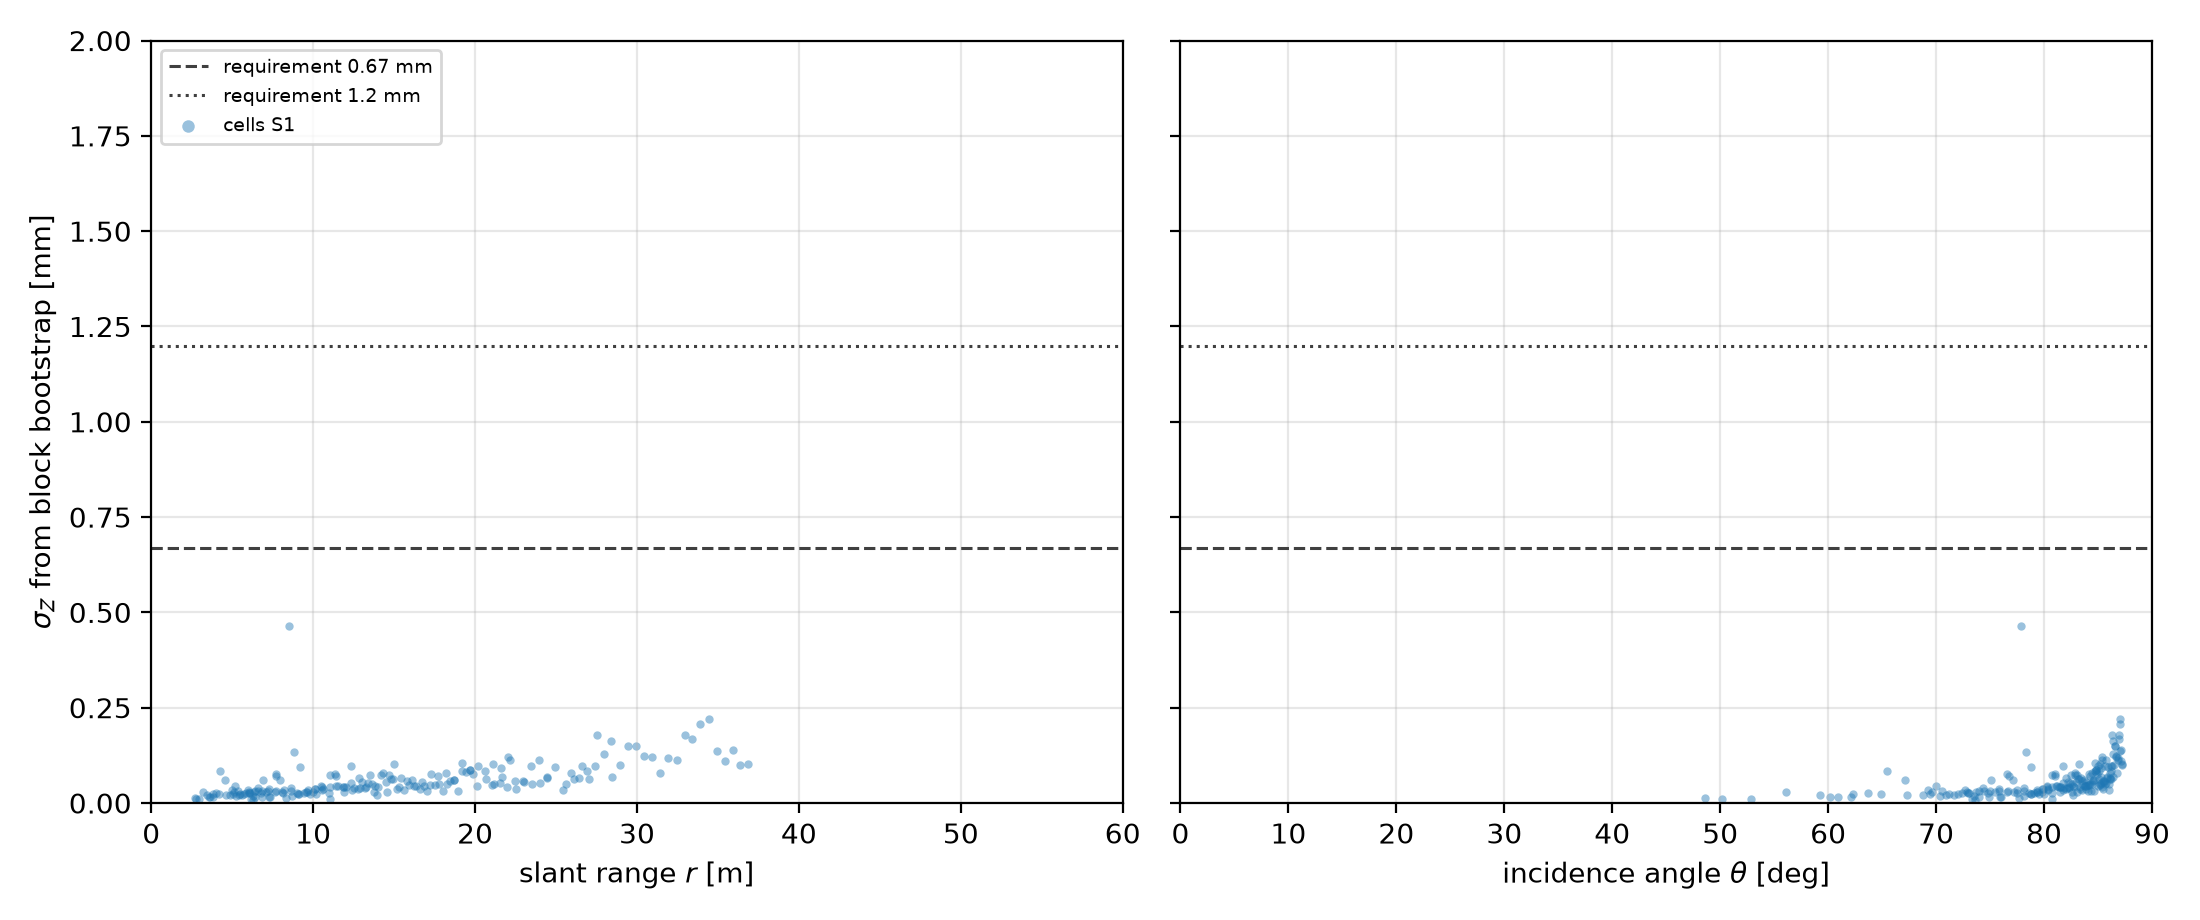 2.00
1.75
1.50
1.25
1.00
0.75
0.50
0.25
0.00
σZ from block bootstrap [mm]
requirement 0.67 mm
requirement 1.2 mm
cells S1
0 10 20 30 40 50 60
slant range r [m]
0 10 20 30 40 50 60 70 80 90
incidence angle θ [deg]